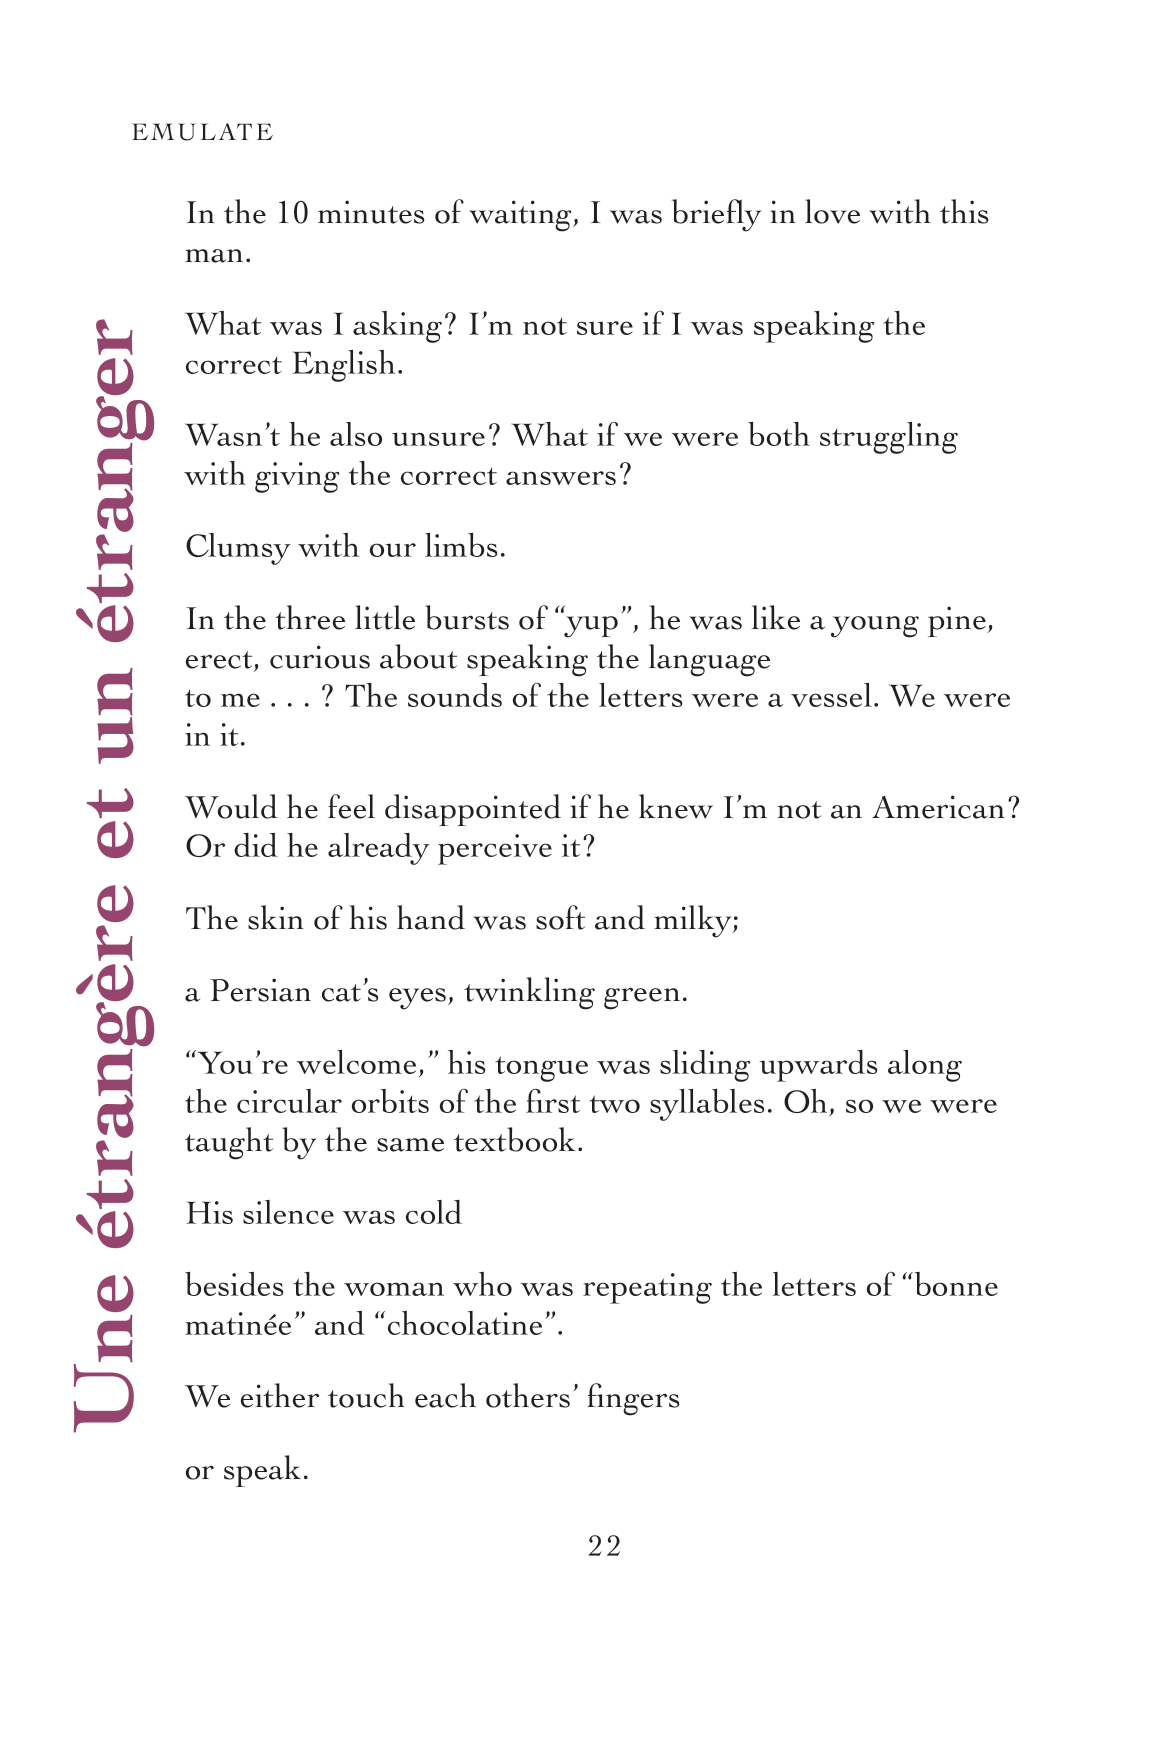 EMULATE
Une étrangère et un étranger
In the 10 minutes of waiting, I was briefly in love with this
man.
What was I asking? I’m not sure if I was speaking the
correct English.
Wasn’t he also unsure? What if we were both struggling
with giving the correct answers?
Clumsy with our limbs.
In the three little bursts of “yup”, he was like a young pine,
erect, curious about speaking the language
to me . . . ? The sounds of the letters were a vessel. We were
in it.
Would he feel disappointed if he knew I’m not an American?
Or did he already perceive it?
The skin of his hand was soft and milky;
a Persian cat’s eyes, twinkling green.
“You’re welcome,” his tongue was sliding upwards along
the circular orbits of the first two syllables. Oh, so we were
taught by the same textbook.
His silence was cold
besides the woman who was repeating the letters of “bonne
matinée” and “chocolatine”.
We either touch each others’ fingers
or speak.
22